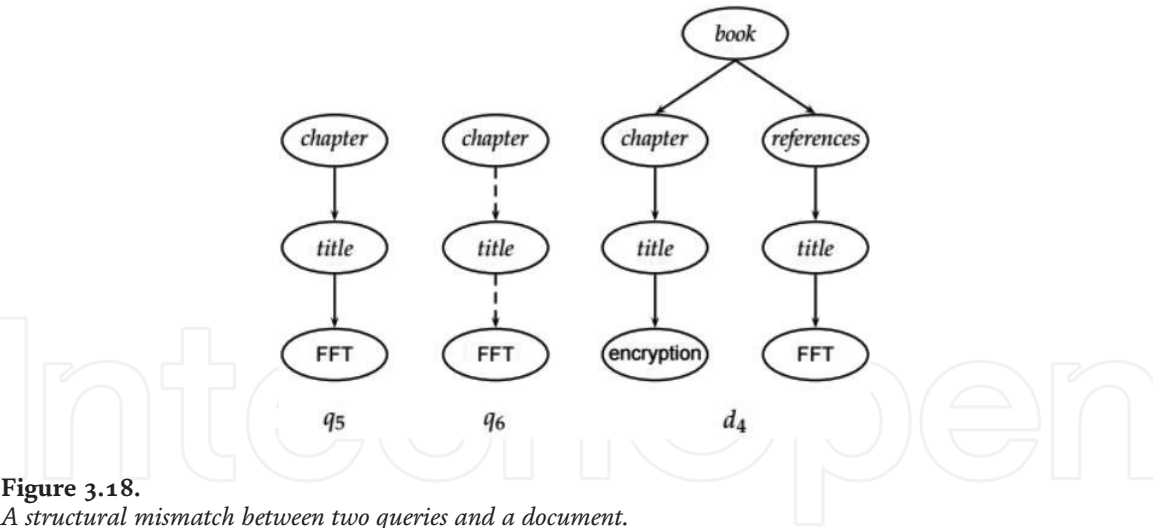 book
chapter chapter chapter references
title title title title
FFT FFT encryption FFT
q5 q6 d4
IntechOpen
Figure 3.18.
A structural mismatch between two queries and a document.